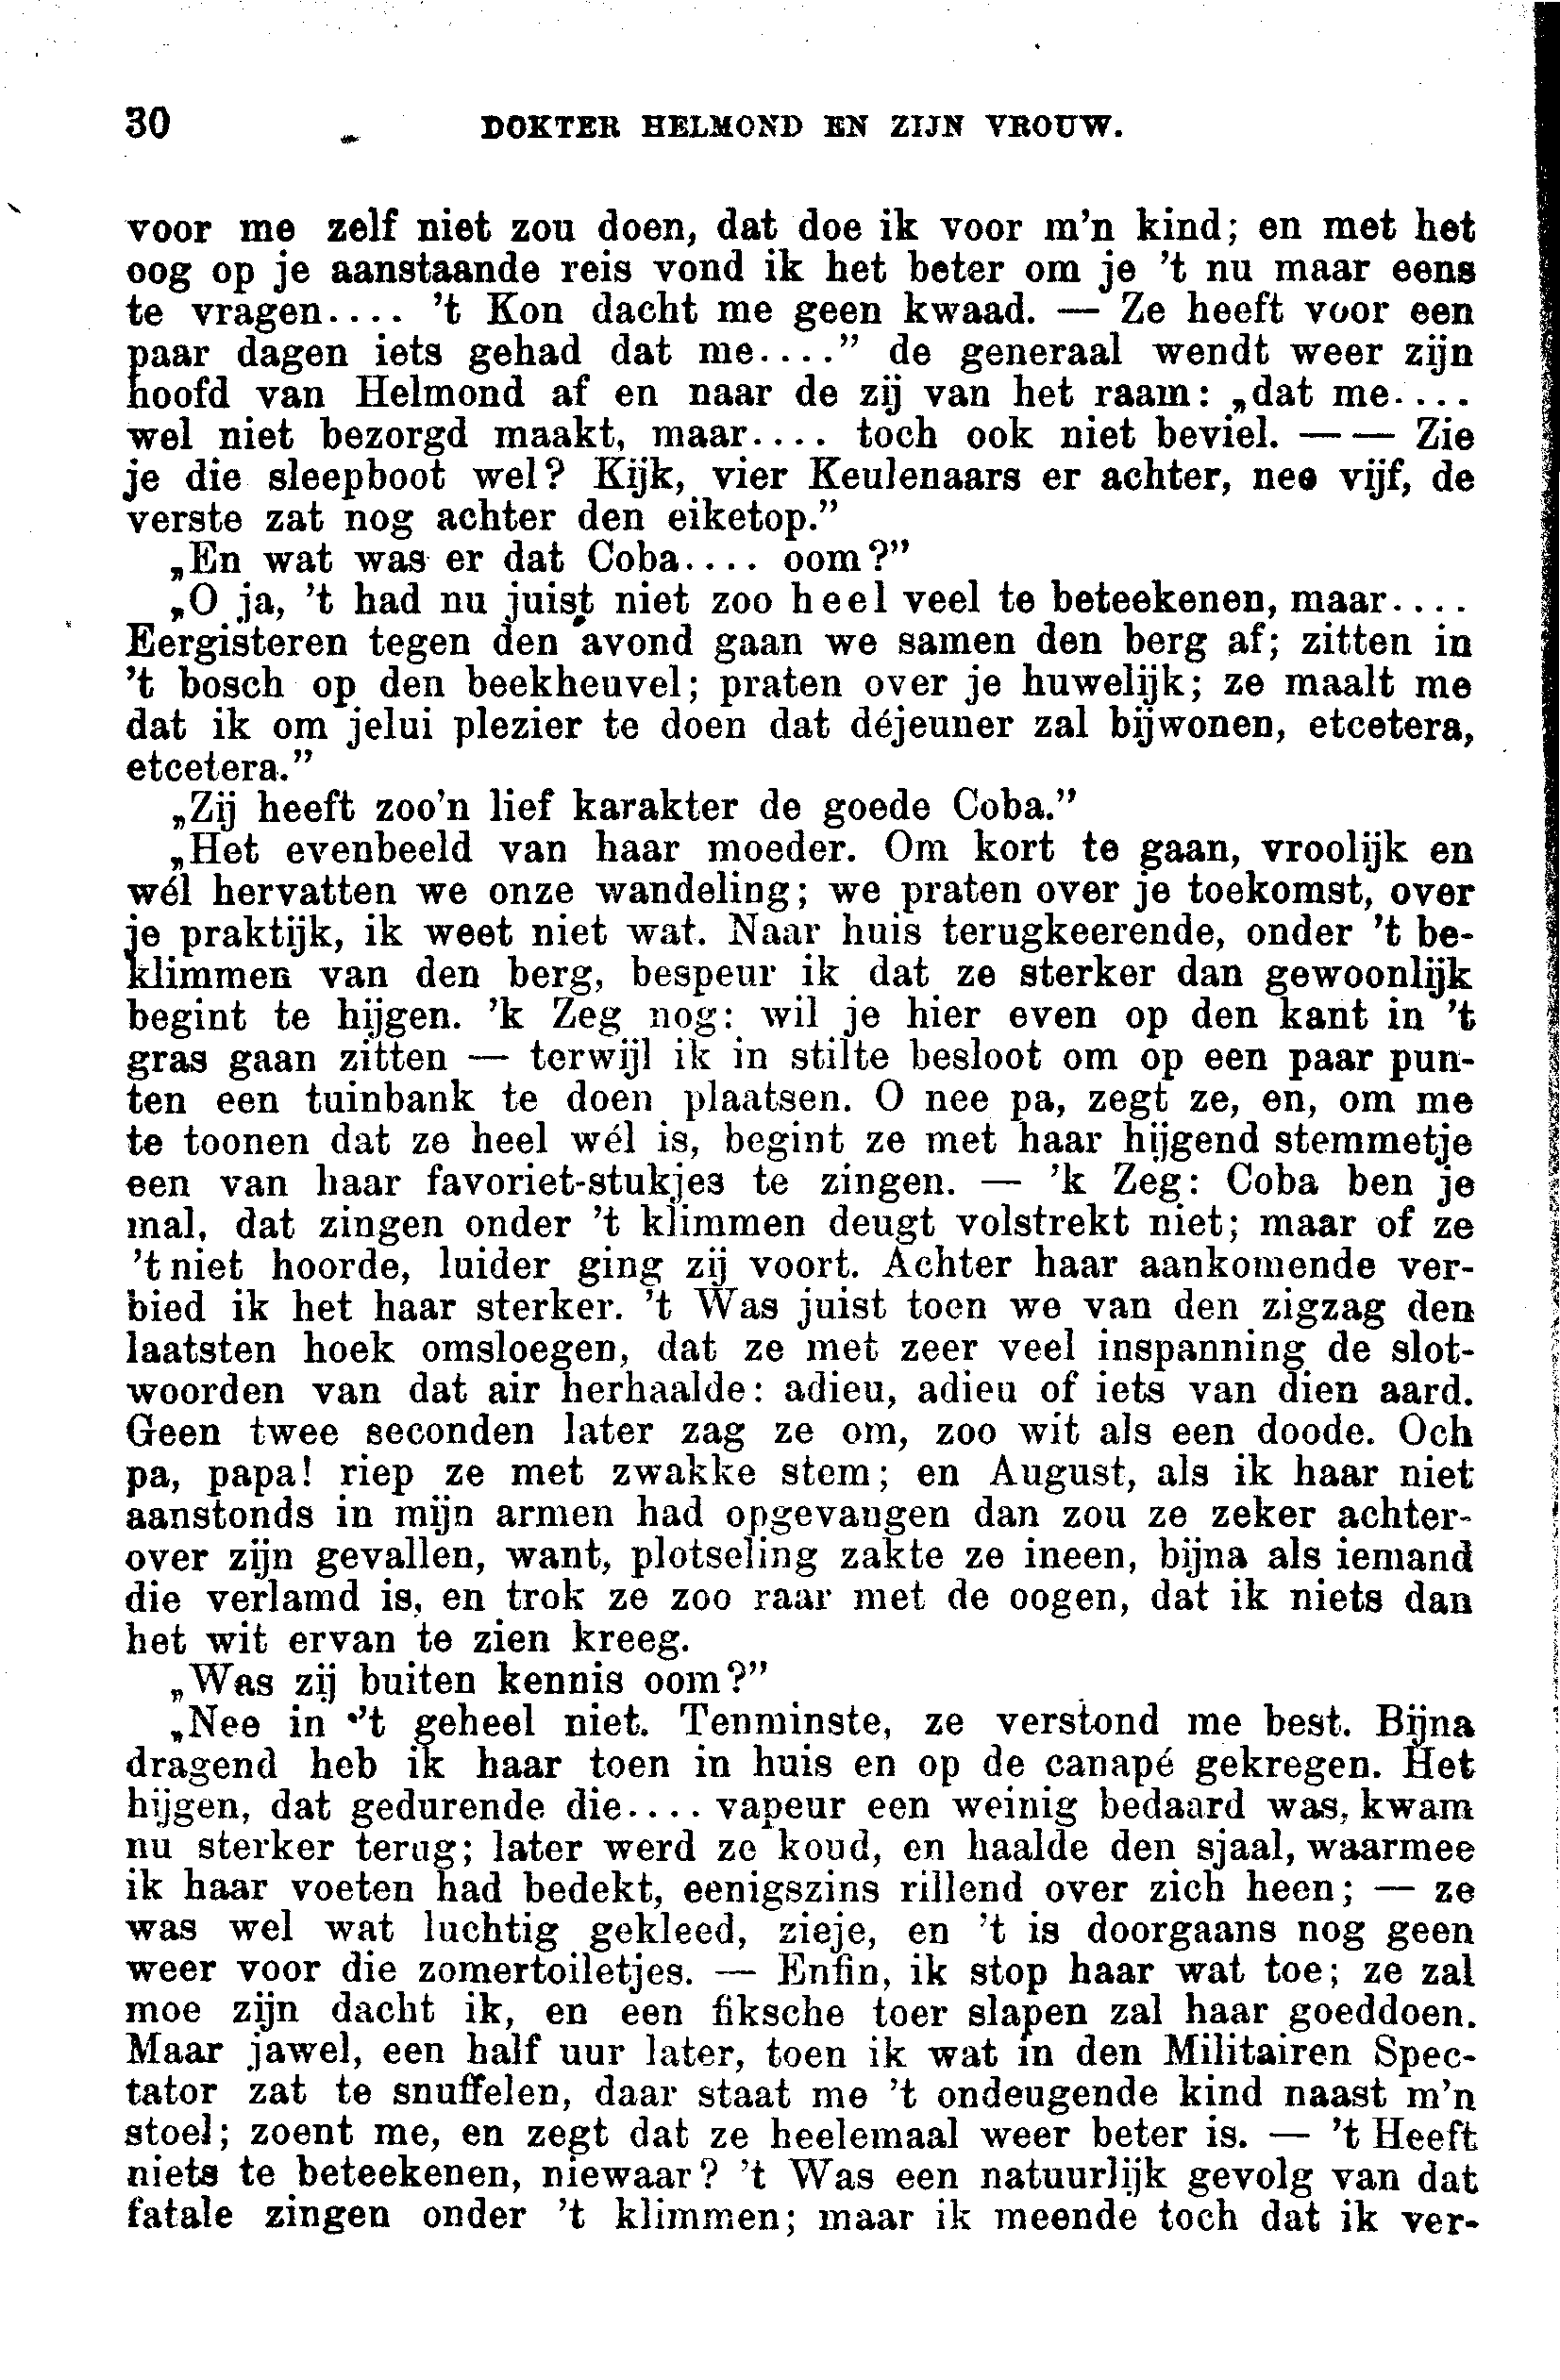 30 DOKTER HELMOND EN ZIJN VROUW.
voor me zelf niet zou doen, dat doe ik voor m'n kind; en met het
oog op je aanstaande reis vond ik het beter om je 't nu maar eens
te vragen.... 't Kon dacht me geen kwaad. — Ze heeft voor een
paar dagen iets gehad dat me....” de generaal wendt weer zijn
hoofd van Helmond af en naar de zij van het raam: „dat me....
wel niet bezorgd maakt, maar.... toch ook niet beviel. — — Zie
je die sleepboot wel? Kijk, vier Keulenaars er achter, nee vijf, de
verste zat nog achter den eiketop.”
„En wat was er dat Coba.... oom?”
„O ja, 't had nu juist niet zoo heel veel te beteekenen, maar....
Eergisteren tegen den avond gaan we samen den berg af; zitten in
't bosch op den beekheuvel; praten over je huwelijk; ze maalt me
dat ik om jelui plezier te doen dat déjeuner zal bijwonen, etcetera,
etcetera.”
„Zij heeft zoo'n lief karakter de goede Coba.”
„Het evenbeeld van haar moeder. Om kort te gaan, vroolijk en
wél hervatten we onze wandeling; we praten over je toekomst, over
je praktijk, ik weet niet wat. Naar huis terugkeerende, onder 't be-
klimmen van den berg, bespeur ik dat ze sterker dan gewoonlijk
begint te hijgen. 'k Zeg nog: wil je hier even op den kant in 't
gras gaan zitten — terwijl ik in stilte besloot om op een paar pun-
ten een tuinbank te doen plaatsen. O nee pa, zegt ze, en, om me
te toonen dat ze heel wél is, begint ze met haar hijgend stemmetje
een van haar favoriet-stukjes te zingen. — 'k Zeg: Coba ben je
mal, dat zingen onder 't klimmen deugt volstrekt niet; maar of ze
't niet hoorde, luider ging zij voort. Achter haar aankomende ver-
bied ik het haar sterker. 't Was juist toen we van den zigzag den
laatsten hoek omsloegen, dat ze met zeer veel inspanning de slot-
woorden van dat air herhaalde: adieu, adieu of iets van dien aard.
Geen twee seconden later zag ze om, zoo wit als een doode. Och
pa, papa! riep ze met zwakke stem; en August, als ik haar niet
aanstonds in mijn armen had opgevangen dan zou ze zeker achter-
over zijn gevallen, want, plotseling zakte ze ineen, bijna als iemand
die verlamd is, en trok ze zoo raar met de oogen, dat ik niets dan
het wit ervan te zien kreeg.
„Was zij buiten kennis oom?”
„Nee in 't geheel niet. Tenminste, ze verstond me best. Bijna
dragend heb ik haar toen in huis en op de canapé gekregen. Het
hijgen, dat gedurende die.... vapeur een weinig bedaard was, kwam
nu sterker terug; later werd ze koud, en haalde den sjaal, waarmee
ik haar voeten had bedekt, eenigszins rillend over zich heen; — ze
was wel wat luchtig gekleed, zieje, en 't is doorgaans nog geen
weer voor die zomertoiletjes. — Enfin, ik stop haar wat toe; ze zal
moe zijn dacht ik, en een fiksche toer slapen zal haar goeddoen.
Maar jawel, een half uur later, toen ik wat in den Militairen Spec-
tator zat te snuffelen, daar staat me 't ondeugende kind naast m'n
stoel; zoent me, en zegt dat ze heelemaal weer beter is. — 't Heeft
niets te beteekenen, niewaar? 't Was een natuurlijk gevolg van dat
fatale zingen onder 't klimmen; maar ik meende toch dat ik ver-